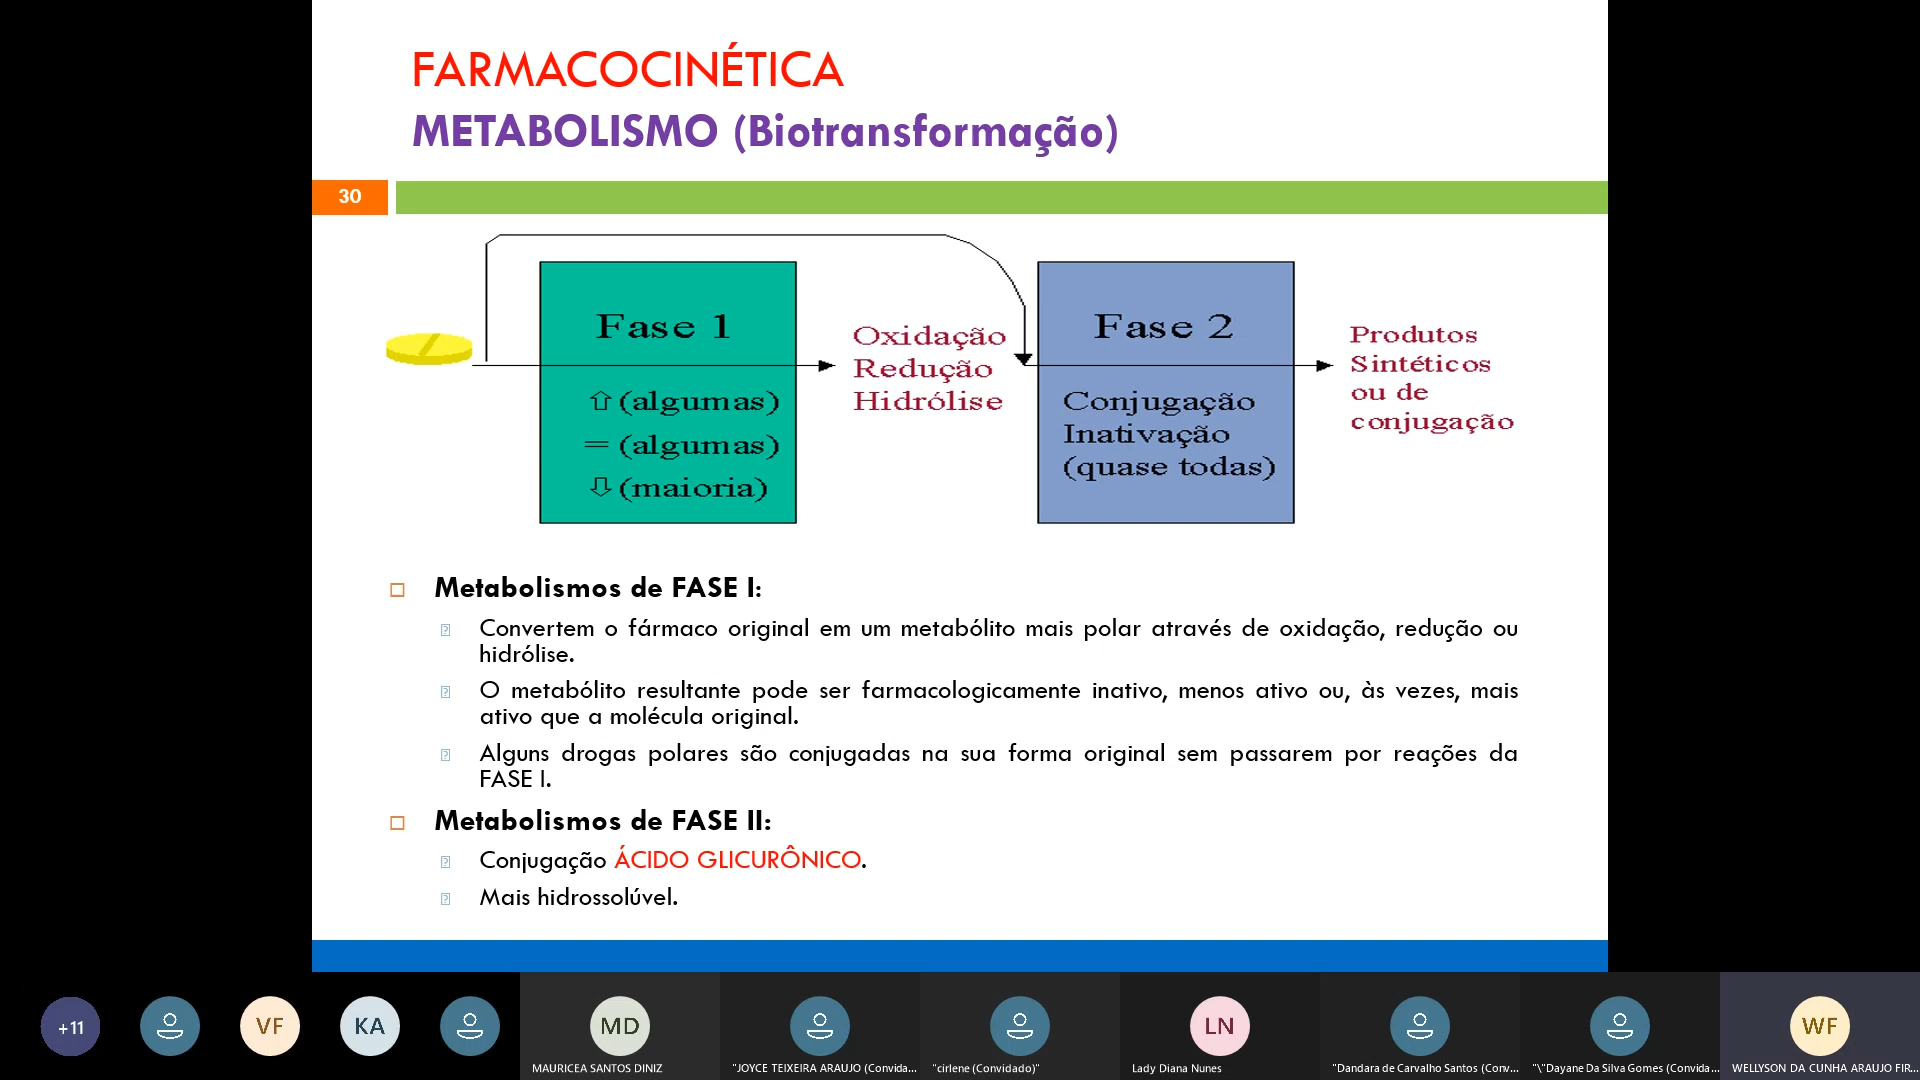 FARMACOCINÉTICA
METABOLISMO (Biotransformação)
30
Fase 1
⇧ (algumas)
= (algumas)
⇩ (maioria)
Oxidação
Redução
Hidrólise
Fase 2
Conjugação
Inativação
(quase todas)
Produtos
Sintéticos
ou de
conjugação
Metabolismos de FASE I:
Convertem o fármaco original em um metabólito mais polar através de oxidação, redução ou
hidrólise.
O metabólito resultante pode ser farmacologicamente inativo, menos ativo ou, às vezes, mais
ativo que a molécula original.
Alguns drogas polares são conjugadas na sua forma original sem passarem por reações da
FASE I.
Metabolismos de FASE II:
Conjugação ÁCIDO GLICURÔNICO.
Mais hidrossolúvel.
+11
VF
KA
MD
MAURICEA SANTOS DINIZ
"JOYCE TEIXEIRA ARAUJO (Convida...
"cirlene (Convidado)"
LN
Lady Diana Nunes
"Dandara de Carvalho Santos (Conv...
"\"Dayane Da Silva Gomes (Convida...
WF
WELLYSON DA CUNHA ARAUJO FIR...